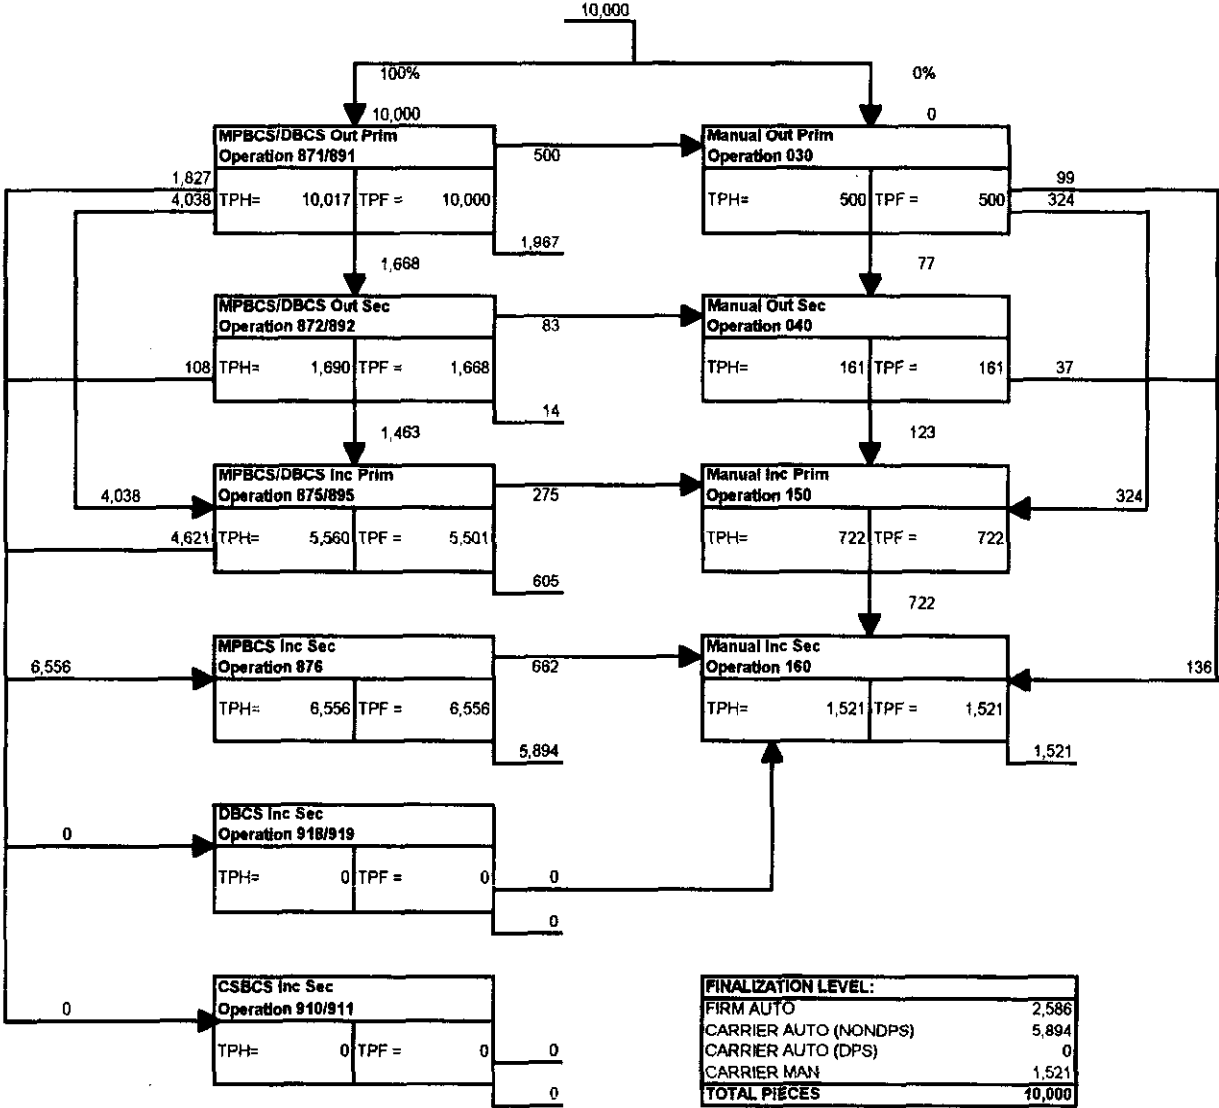 10,000
100%
0%
10,000
0
MPBCS/DBCS Out Prim
Operation 871/891
500
Manual Out Prim
Operation 030
1,827
4,038
TPH= 10,017 TPF = 10,000
TPH= 500 TPF = 500
99
324
1,967
1,668
77
MPBCS/DBCS Out Sec
Operation 872/892
83
Manual Out Sec
Operation 040
108
TPH= 1,690 TPF = 1,668
TPH= 161 TPF = 161
37
14
1,463
123
MPBCS/DBCS Inc Prim
Operation 875/895
4,038
275
Manual Inc Prim
Operation 150
324
4,621
TPH= 5,560 TPF = 5,501
TPH= 722 TPF = 722
605
722
MPBCS Inc Sec
Operation 876
6,556
662
Manual Inc Sec
Operation 160
136
TPH= 6,556 TPF = 6,556
TPH= 1,521 TPF = 1,521
5,894
1,521
DBCS Inc Sec
Operation 918/919
0
TPH= 0 TPF = 0
0
0
CSBCS Inc Sec
Operation 910/911
0
TPH= 0 TPF = 0
0
0
FINALIZATION LEVEL:
FIRM AUTO 2,586
CARRIER AUTO (NONDPS) 5,894
CARRIER AUTO (DPS) 0
CARRIER MAN 1,521
TOTAL PIECES 10,000